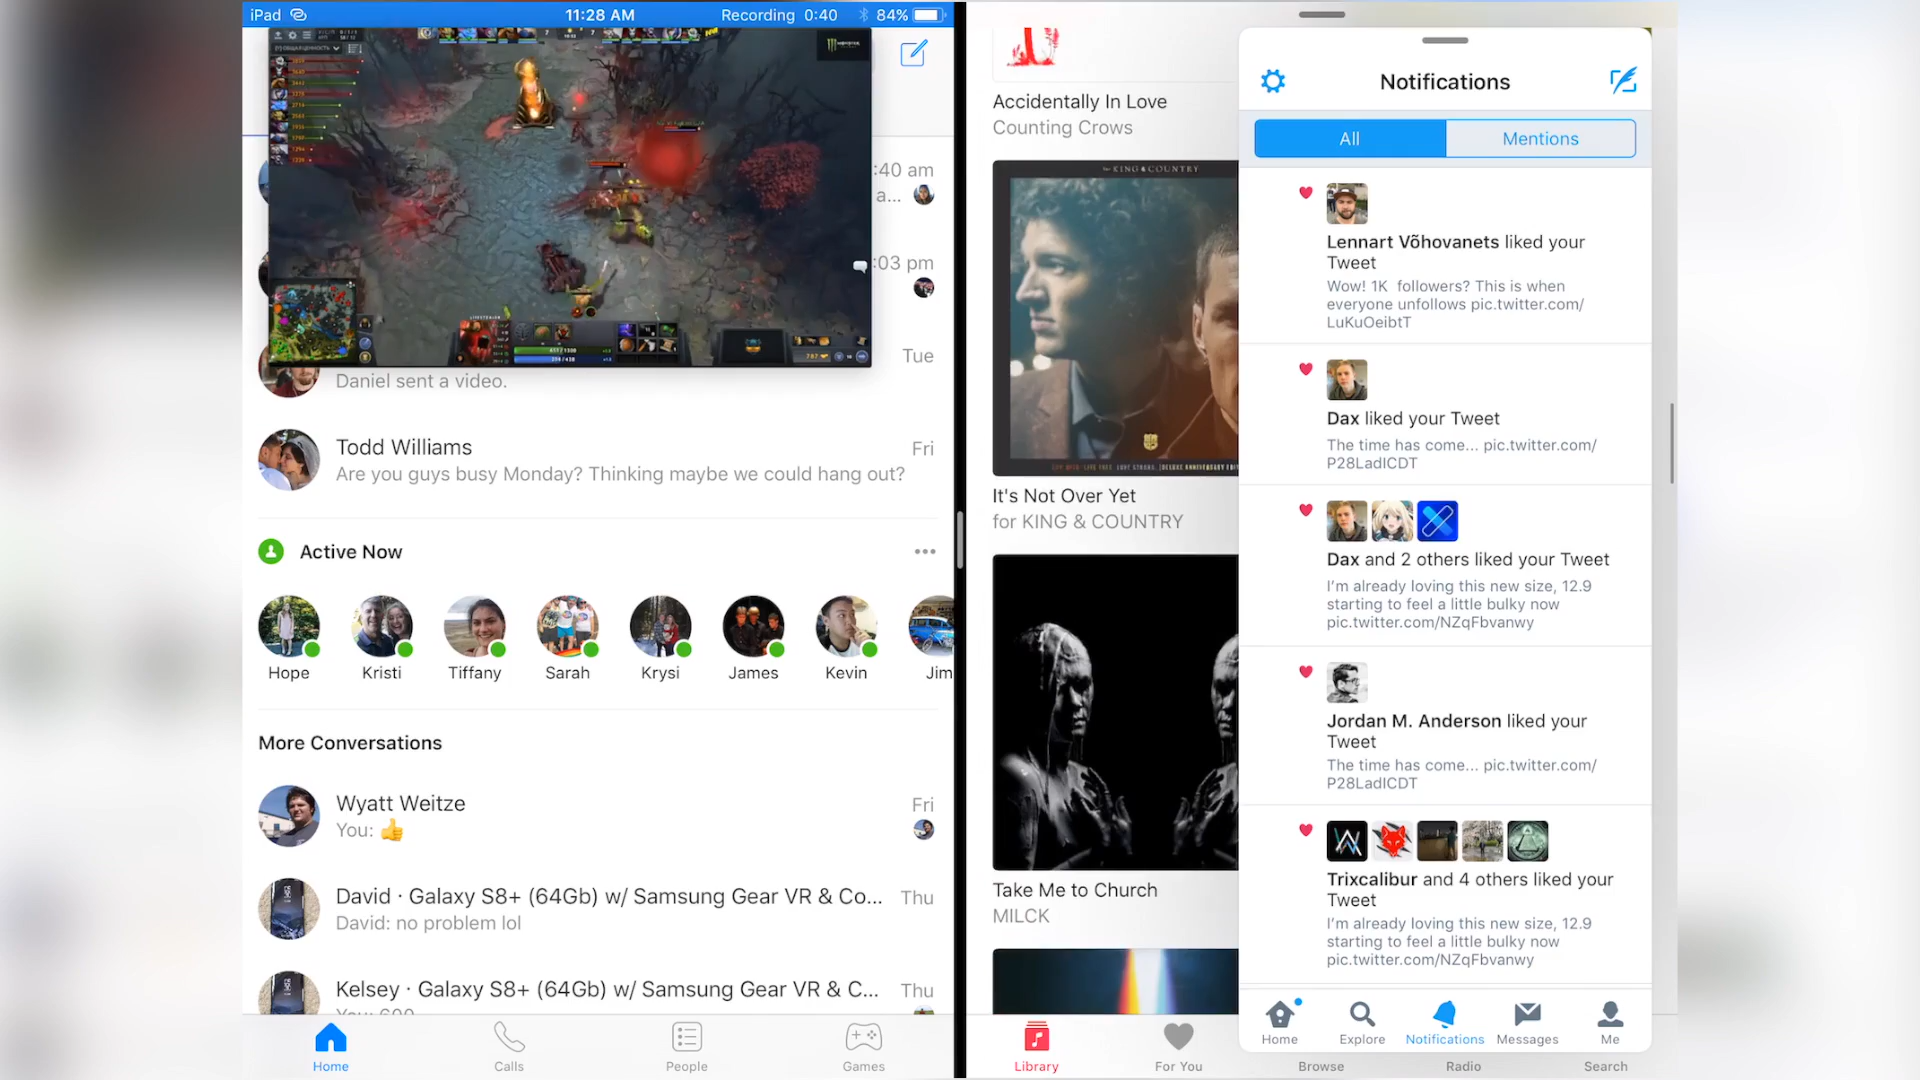 iPad
11:28 AM
Recording 0:40
84%
:40 am
a...
:03 pm
Tue
Daniel sent a video.
Todd Williams
Fri
Are you guys busy Monday? Thinking maybe we could hang out?
Active Now
Hope
Kristi
Tiffany
Sarah
Krysi
James
Kevin
Jim
More Conversations
Wyatt Weitze
Fri
You: 👍
David · Galaxy S8+ (64Gb) w/ Samsung Gear VR & Co...
Thu
David: no problem lol
Kelsey · Galaxy S8+ (64Gb) w/ Samsung Gear VR & C...
Thu
Home
Calls
People
Games
Accidentally In Love
Counting Crows
KING & COUNTRY
It's Not Over Yet
for KING & COUNTRY
Take Me to Church
MILCK
Library
For You
Browse
Radio
Search
Notifications
All
Mentions
Lennart Võhovanets liked your
Tweet
Wow! 1K followers? This is when
everyone unfollows pic.twitter.com/
LuKuOeibtT
Dax liked your Tweet
The time has come... pic.twitter.com/
P28LadICDT
Dax and 2 others liked your Tweet
I'm already loving this new size, 12.9
starting to feel a little bulky now
pic.twitter.com/NZqFbvanwy
Jordan M. Anderson liked your
Tweet
The time has come... pic.twitter.com/
P28LadICDT
Trixcalibur and 4 others liked your
Tweet
I'm already loving this new size, 12.9
starting to feel a little bulky now
pic.twitter.com/NZqFbvanwy
Home
Explore
Notifications
Messages
Me